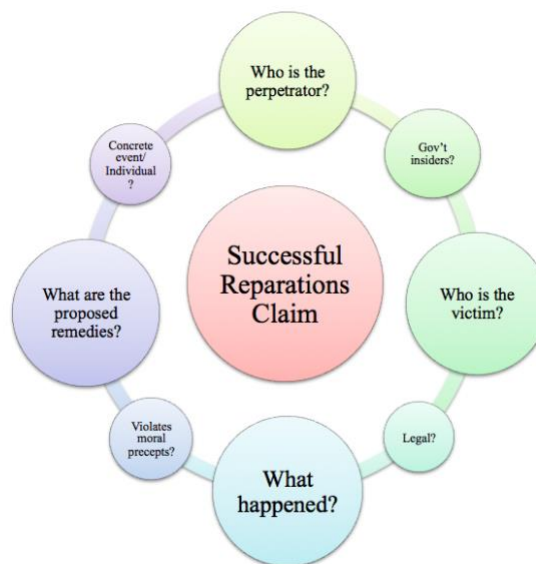 Who is the
perpetrator?
Concrete
event/
Individual
?
Gov't
insiders?
Successful
Reparations
Claim
What are the
proposed
remedies?
Who is the
victim?
Violates
moral
precepts?
Legal?
What
happened?